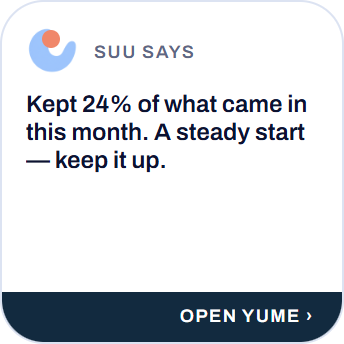 SUU SAYS
Kept 24% of what came in
this month. A steady start
— keep it up.
OPEN YUME ›